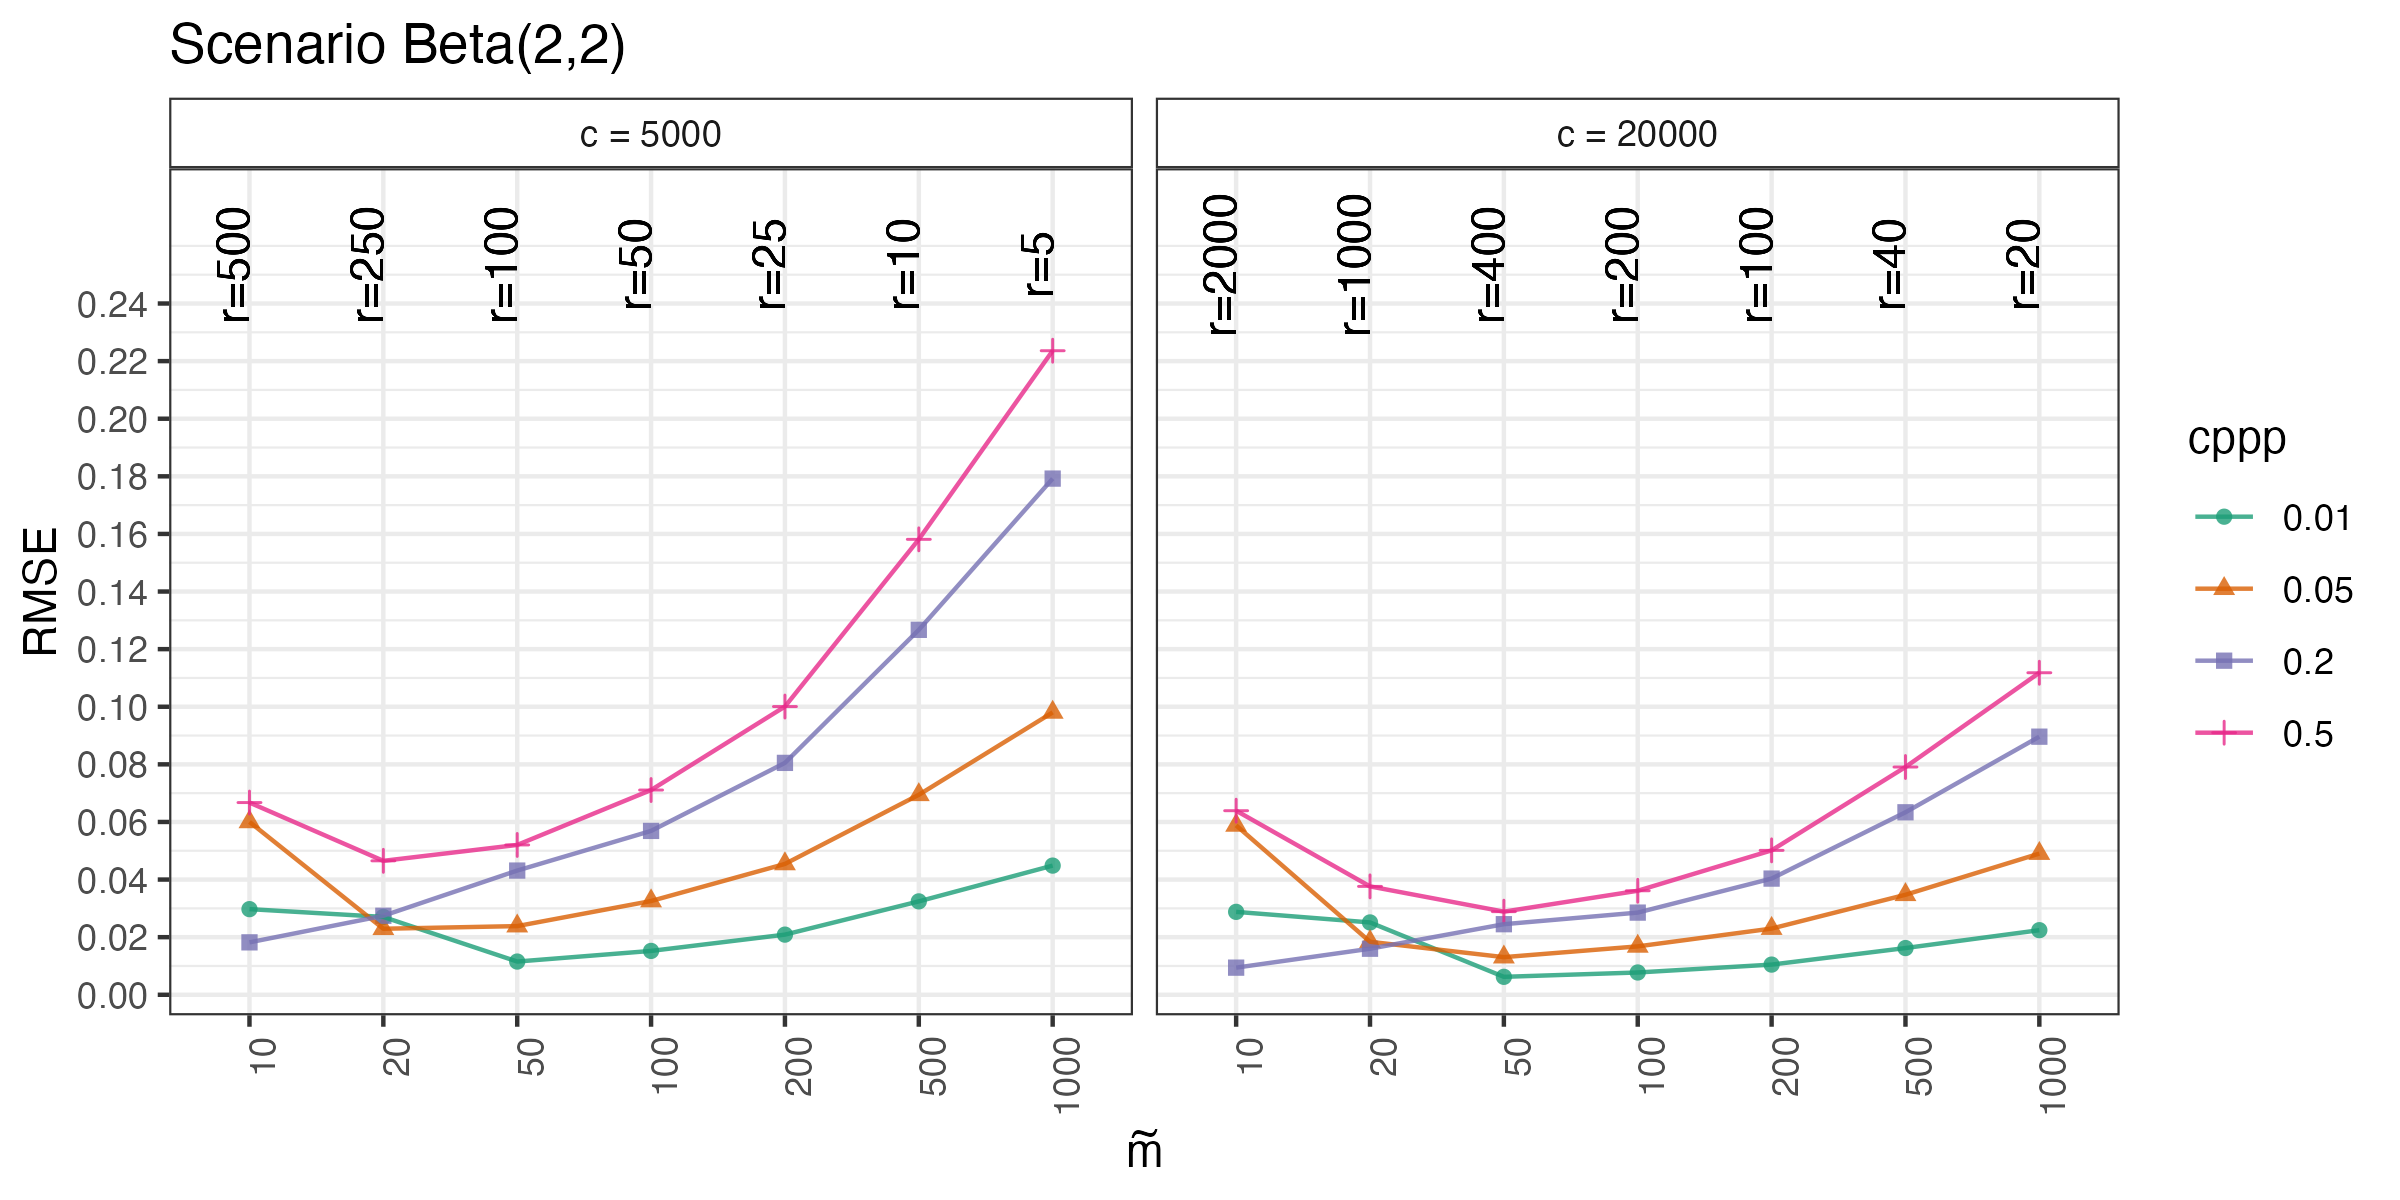 Scenario Beta(2,2)
c = 5000
c = 20000
r=500
r=250
r=100
r=50
r=25
r=10
r=5
r=2000
r=1000
r=400
r=200
r=100
r=40
r=20
RMSE
0.24
0.22
0.20
0.18
0.16
0.14
0.12
0.10
0.08
0.06
0.04
0.02
0.00
10
20
50
100
200
500
1000
10
20
50
100
200
500
1000
m̃
cppp
0.01
0.05
0.2
0.5